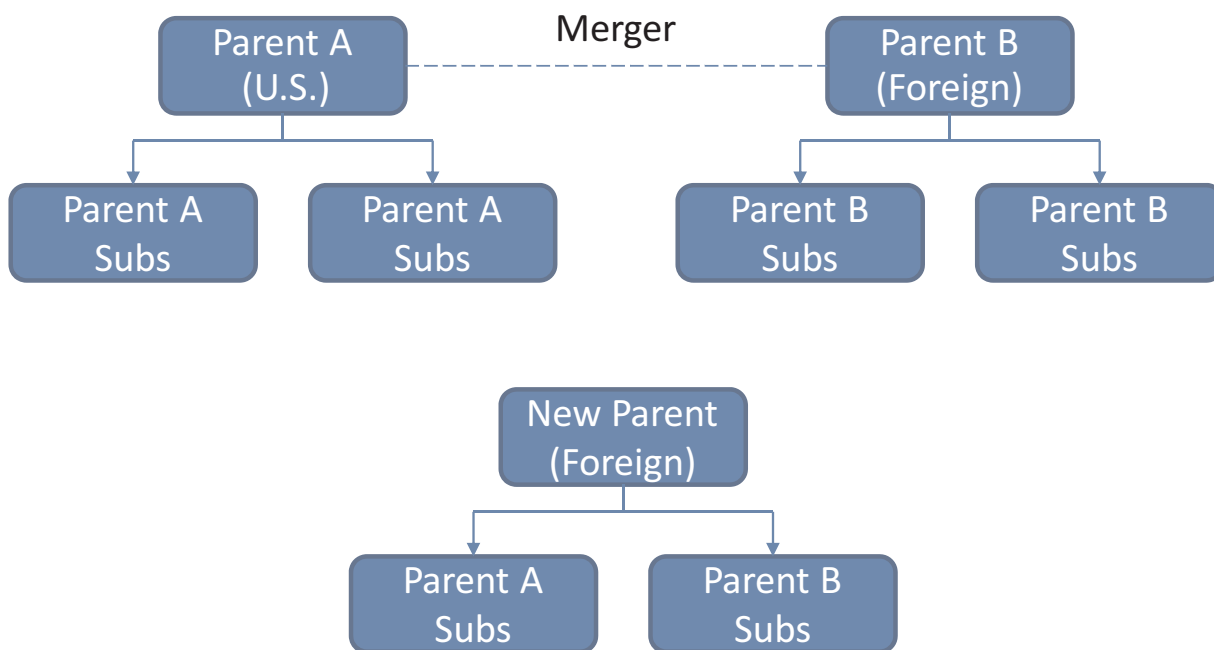 Parent A
(U.S.)
Merger
Parent B
(Foreign)
Parent A
Subs
Parent A
Subs
Parent B
Subs
Parent B
Subs
New Parent
(Foreign)
Parent A
Subs
Parent B
Subs